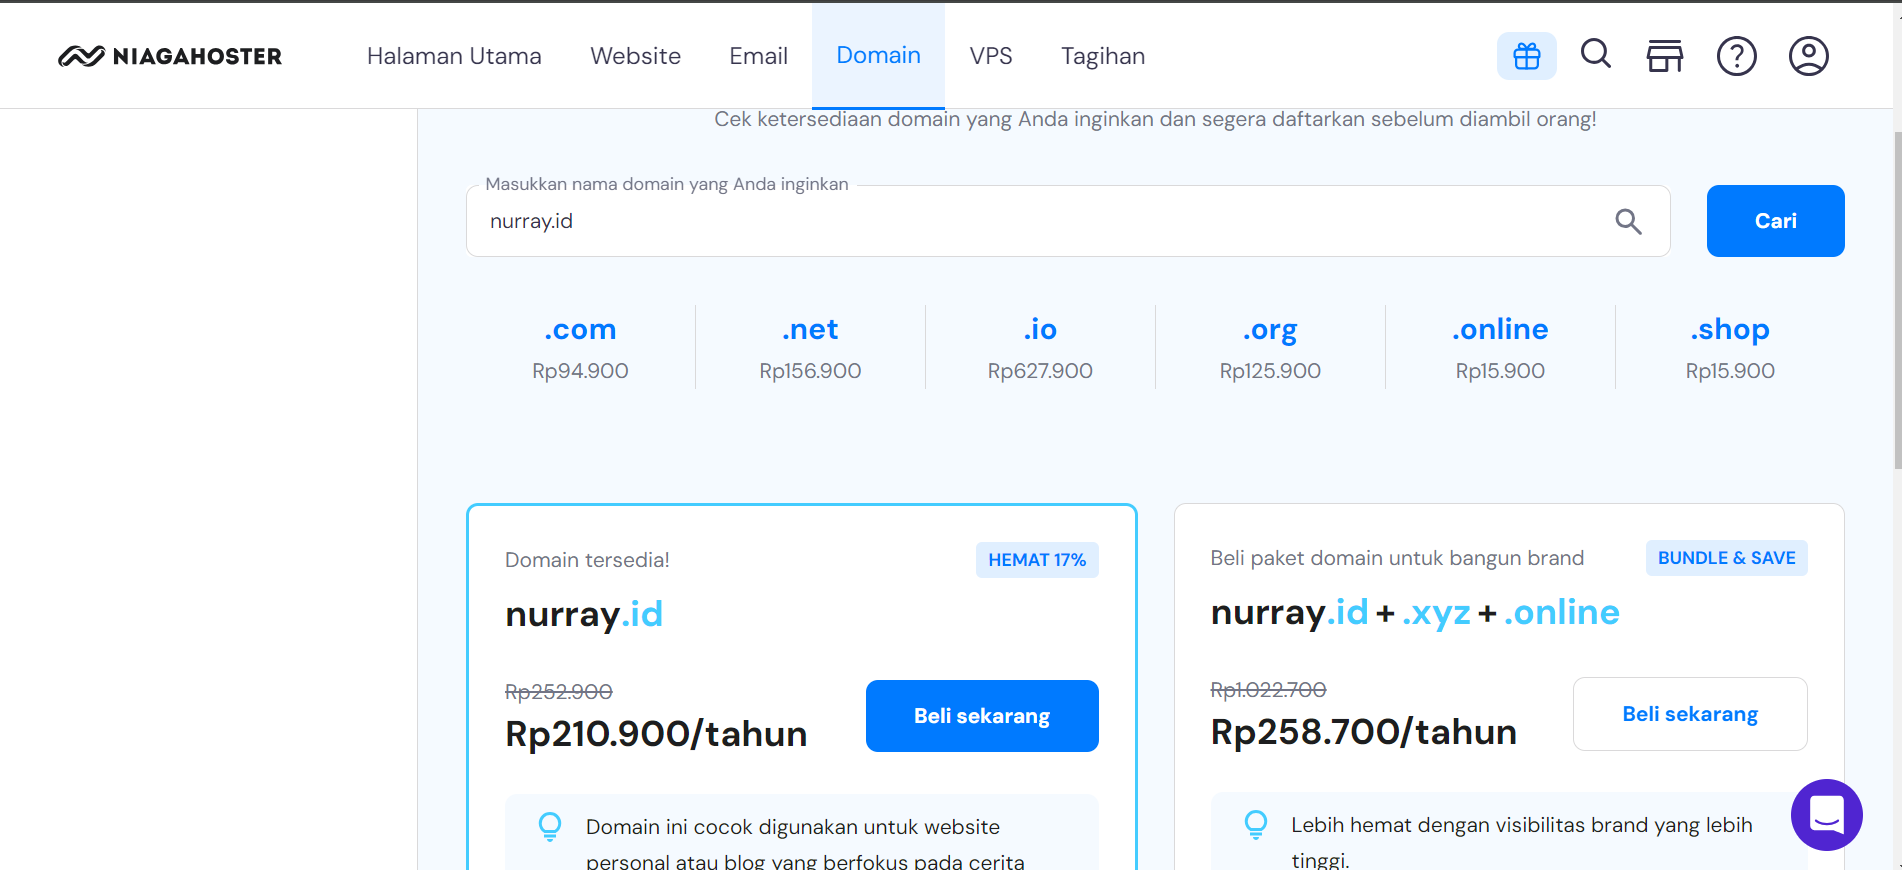 NIAGAHOSTER
Halaman Utama
Website
Email
Domain
VPS
Tagihan
Cek ketersediaan domain yang Anda inginkan dan segera daftarkan sebelum diambil orang!
Masukkan nama domain yang Anda inginkan
nurray.id
Cari
.com
Rp94.900
.net
Rp156.900
.io
Rp627.900
.org
Rp125.900
.online
Rp15.900
.shop
Rp15.900
Domain tersedia!
HEMAT 17%
nurray.id
Rp252.900
Rp210.900/tahun
Beli sekarang
Domain ini cocok digunakan untuk website
personal atau blog yang berfokus pada cerita
Beli paket domain untuk bangun brand
BUNDLE & SAVE
nurray.id + .xyz + .online
Rp1.022.700
Rp258.700/tahun
Beli sekarang
Lebih hemat dengan visibilitas brand yang lebih
tinggi.